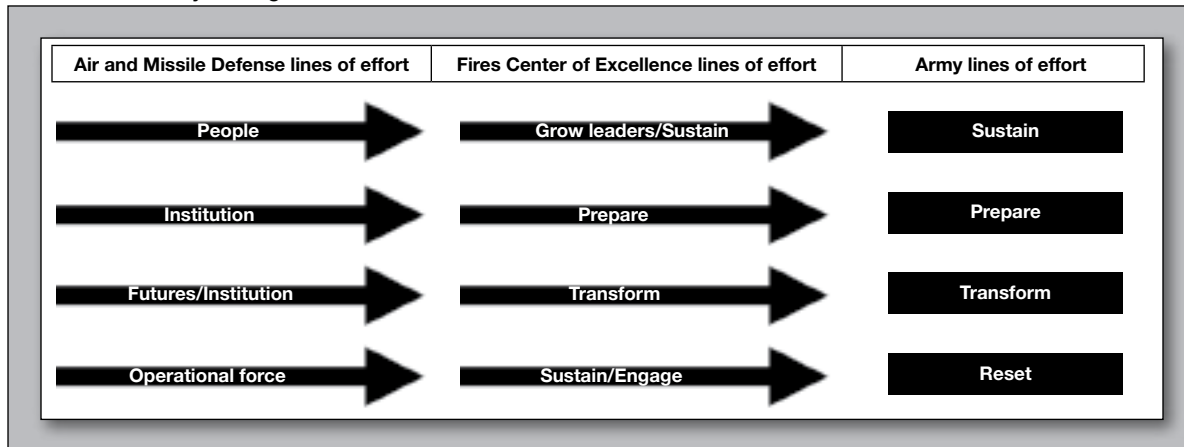 Air and Missile Defense lines of effort Fires Center of Excellence lines of effort Army lines of effort
People Grow leaders/Sustain Sustain
Institution Prepare Prepare
Futures/Institution Transform Transform
Operational force Sustain/Engage Reset